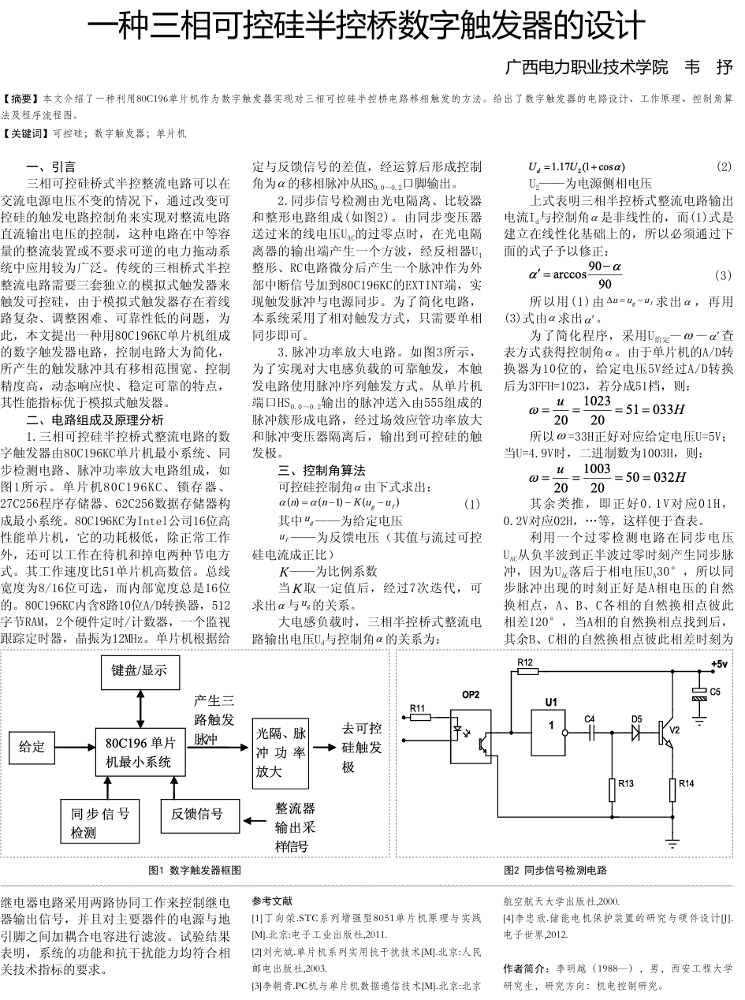 一种三相可控硅半控桥数字触发器的设计
广西电力职业技术学院　韦　抒
【摘要】本文介绍了一种利用80C196单片机作为数字触发器实现对三相可控硅半控桥电路移相触发的方法。给出了数字触发器的电路设计、工作原理、控制角算
法及程序流程图。
【关键词】可控硅；数字触发器；单片机
一、引言
三相可控硅桥式半控整流电路可以在
交流电源电压不变的情况下，通过改变可
控硅的触发电路控制角来实现对整流电路
直流输出电压的控制，这种电路在中等容
量的整流装置或不要求可逆的电力拖动系
统中应用较为广泛。传统的三相桥式半控
整流电路需要三套独立的模拟式触发器来
触发可控硅，由于模拟式触发器存在着线
路复杂、调整困难、可靠性低的问题，为
此，本文提出一种用80C196KC单片机组成
的数字触发器电路，控制电路大为简化，
所产生的触发脉冲具有移相范围宽、控制
精度高，动态响应快、稳定可靠的特点，
其性能指标优于模拟式触发器。
二、电路组成及原理分析
1.三相可控硅半控桥式整流电路的数
字触发器由80C196KC单片机最小系统、同
步检测电路、脉冲功率放大电路组成，如
图1所示。单片机80C196KC、锁存器、
27C256程序存储器、62C256数据存储器构
成最小系统。80C196KC为Intel公司16位高
性能单片机，它的功耗极低，除正常工作
外，还可以工作在待机和掉电两种节电方
式。其工作速度比51单片机高数倍。总线
宽度为8/16位可选，而内部宽度总是16位
的。80C196KC内含8路10位A/D转换器，512
字节RAM，2个硬件定时/计数器，一个监视
跟踪定时器，晶振为12MHz。单片机根据给
定与反馈信号的差值，经运算后形成控制
角为α的移相脉冲从HS0.0~0.2口脚输出。
2.同步信号检测由光电隔离、比较器
和整形电路组成(如图2)。由同步变压器
送过来的线电压UAC的过零点时，在光电隔
离器的输出端产生一个方波，经反相器U1
整形、RC电路微分后产生一个脉冲作为外
部中断信号加到80C196KC的EXTINT端，实
现触发脉冲与电源同步。为了简化电路，
本系统采用了相对触发方式，只需要单相
同步即可。
3.脉冲功率放大电路。如图3所示，
为了实现对大电感负载的可靠触发，本触
发电路使用脉冲序列触发方式。从单片机
端口HS0.0~0.2输出的脉冲送入由555组成的
脉冲簇形成电路，经过场效应管功率放大
和脉冲变压器隔离后，输出到可控硅的触
发极。
三、控制角算法
可控硅控制角α由下式求出：
α(n)=α(n−1)−K(ug−uf) (1)
其中ug——为给定电压
uf——为反馈电压（其值与流过可控
硅电流成正比）
K——为比例系数
当K取一定值后，经过7次迭代，可
求出α与ug的关系。
大电感负载时，三相半控桥式整流电
路输出电压Ud与控制角α的关系为：
Ud=1.17U2(1+cosα) (2)
U2——为电源侧相电压
上式表明三相半控桥式整流电路输出
电流Id与控制角α是非线性的，而(1)式是
建立在线性化基础上的，所以必须通过下
面的式子予以修正：
α′=arccos (90−α)/90 (3)
所以用(1)由Δu=ug−uf求出α，再用
(3)式由α求出α′。
为了简化程序，采用U给定—ω—α′查
表方式获得控制角α。由于单片机的A/D转
换器为10位的，给定电压5V经过A/D转换
后为3FFH=1023，若分成51档，则：
ω=u/20=1023/20=51=033H
所以ω=33H正好对应给定电压U=5V；
当U=4.9V时，二进制数为1003H，则：
ω=u/20=1003/20=50=032H
其余类推，即正好0.1V对应01H，
0.2V对应02H，…等，这样便于查表。
利用一个过零检测电路在同步电压
UAC从负半波到正半波过零时刻产生同步脉
冲，因为UAC落后于相电压UA30°，所以同
步脉冲出现的时刻正好是A相电压的自然
换相点，A、B、C各相的自然换相点彼此
相差120°，当A相的自然换相点找到后，
其余B、C相的自然换相点彼此相差时刻为
键盘/显示
给定
80C196 单片
机最小系统
产生三
路触发
脉冲
光隔、脉
冲功率
放大
去可控
硅触发
极
同步信号
检测
反馈信号
整流器
输出采
样信号
图1 数字触发器框图
R12
+5v
C5
OP2
R11
U1
1
C4
D5
V2
R13
R14
图2 同步信号检测电路
继电器电路采用两路协同工作来控制继电
器输出信号，并且对主要器件的电源与地
引脚之间加耦合电容进行滤波。试验结果
表明，系统的功能和抗干扰能力均符合相
关技术指标的要求。
参考文献
[1]丁向荣.STC系列增强型8051单片机原理与实践
[M].北京:电子工业出版社,2011.
[2]刘光斌.单片机系列实用抗干扰技术[M].北京:人民
邮电出版社,2003.
[3]李朝青.PC机与单片机数据通信技术[M].北京:北京
航空航天大学出版社,2000.
[4]李忠欣.储能电机保护装置的研究与硬件设计[J].
电子世界,2012.
作者简介：李明越（1988—），男，西安工程大学
研究生，研究方向：机电控制研究。